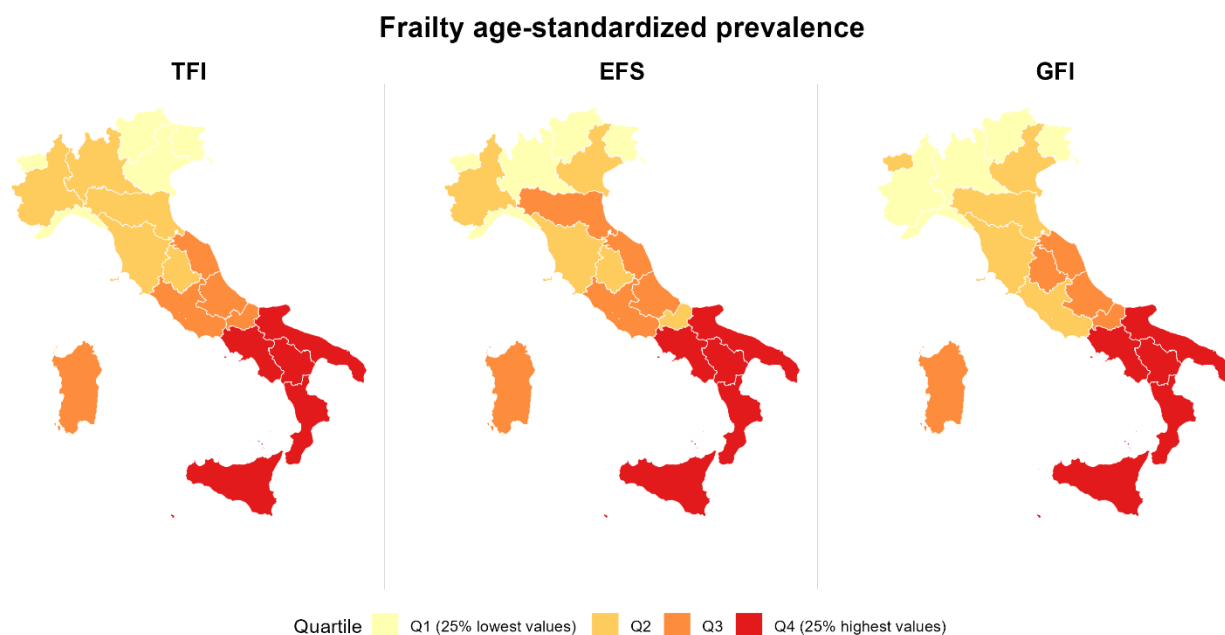 Frailty age-standardized prevalence
TFI EFS GFI
Quartile Q1 (25% lowest values) Q2 Q3 Q4 (25% highest values)